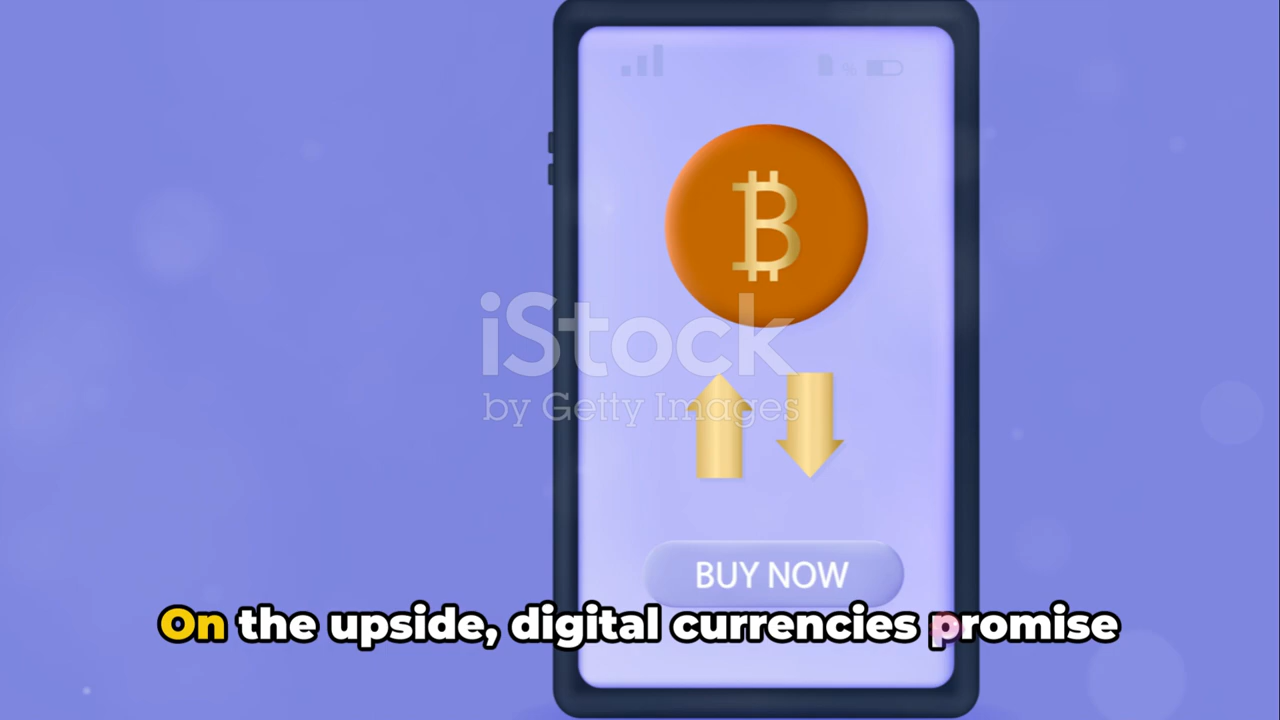 iStock
by Getty Images
BUY NOW
On the upside, digital currencies promise